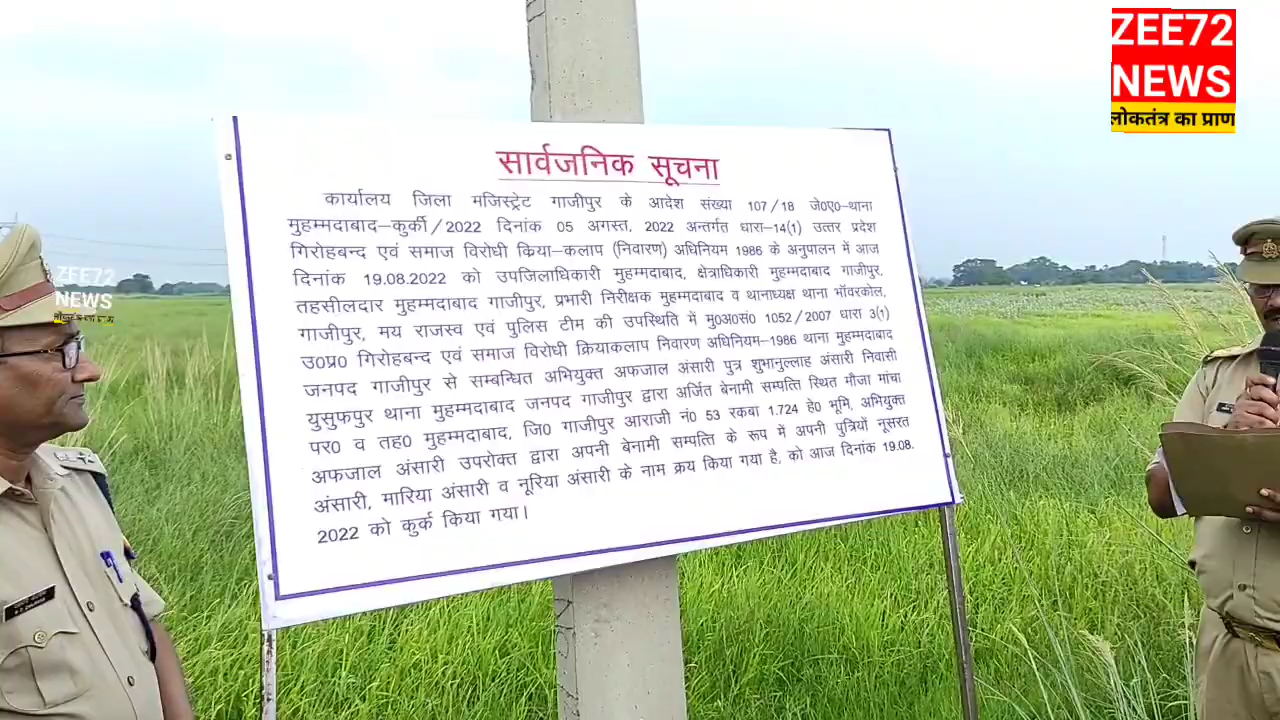 ZEE72
NEWS
लोकतंत्र का प्राण
सार्वजनिक सूचना
कार्यालय जिला मजिस्ट्रेट गाजीपुर के आदेश संख्या 107/18 जे0ए0-थाना
मुहम्मदाबाद-कुर्की/2022 दिनांक 05 अगस्त, 2022 अन्तर्गत धारा-14(1) उत्तर प्रदेश
गिरोहबन्द एवं समाज विरोधी क्रिया-कलाप (निवारण) अधिनियम 1986 के अनुपालन में आज
दिनांक 19.08.2022 को उपजिलाधिकारी मुहम्मदाबाद, क्षेत्राधिकारी मुहम्मदाबाद गाजीपुर,
तहसीलदार मुहम्मदाबाद गाजीपुर, प्रभारी निरीक्षक मुहम्मदाबाद व थानाध्यक्ष थाना भॉवरकोल,
गाजीपुर, मय राजस्व एवं पुलिस टीम की उपस्थिति में मु0अ0सं0 1052/2007 धारा 3(1)
उ0प्र0 गिरोहबन्द एवं समाज विरोधी क्रियाकलाप निवारण अधिनियम-1986 थाना मुहम्मदाबाद
जनपद गाजीपुर से सम्बन्धित अभियुक्त अफजाल अंसारी पुत्र शुभानुल्लाह अंसारी निवासी
युसुफपुर थाना मुहम्मदाबाद जनपद गाजीपुर द्वारा अर्जित बेनामी सम्पत्ति स्थित मौजा मांचा
पर0 व तह0 मुहम्मदाबाद, जि0 गाजीपुर आराजी नं0 53 रकबा 1.724 हे0 भूमि, अभियुक्त
अफजाल अंसारी उपरोक्त द्वारा अपनी बेनामी सम्पत्ति के रूप में अपनी पुत्रियों नूसरत
अंसारी, मारिया अंसारी व नूरिया अंसारी के नाम क्रय किया गया है, को आज दिनांक 19.08.
2022 को कुर्क किया गया।
ZEE72
NEWS
लोकतंत्र का प्राण